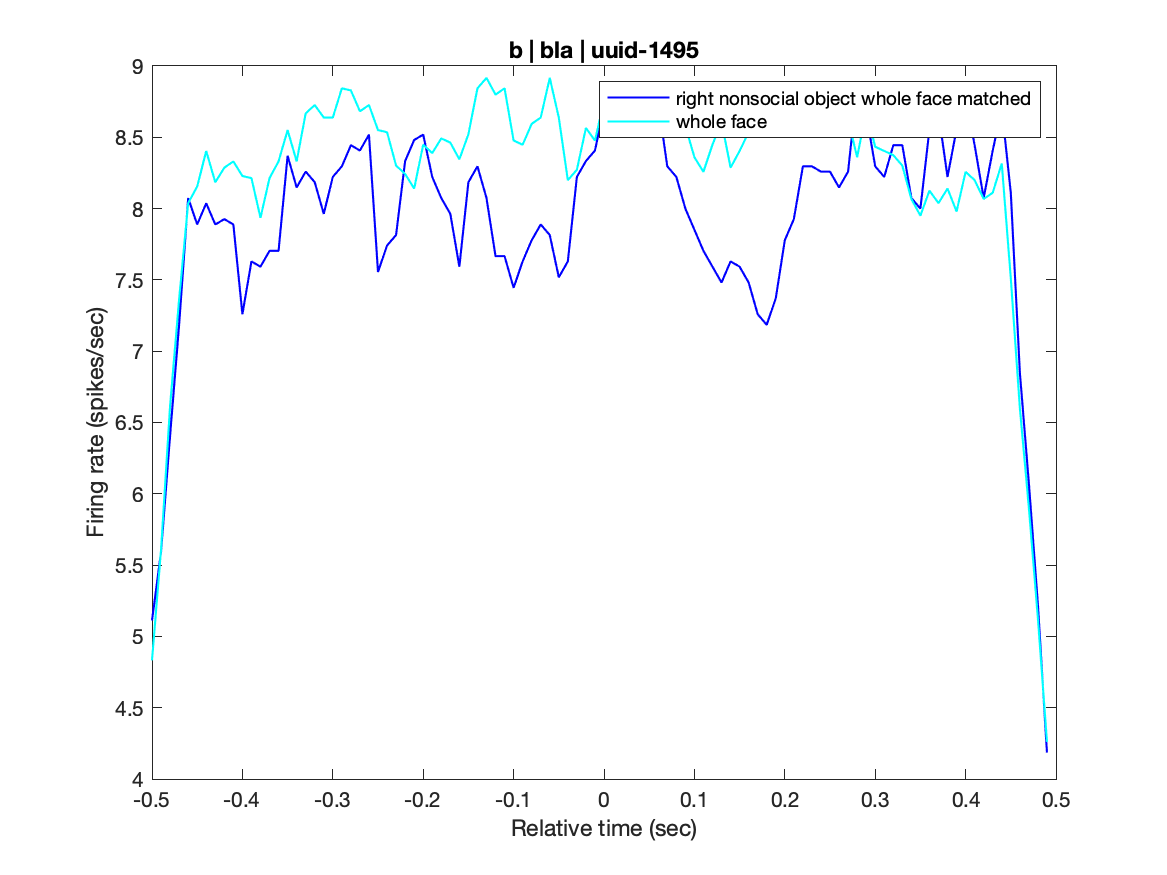 b | bla | uuid-1495
right nonsocial object whole face matched
whole face
Firing rate (spikes/sec)
9
8.5
8
7.5
7
6.5
6
5.5
5
4.5
4
-0.5 -0.4 -0.3 -0.2 -0.1 0 0.1 0.2 0.3 0.4 0.5
Relative time (sec)